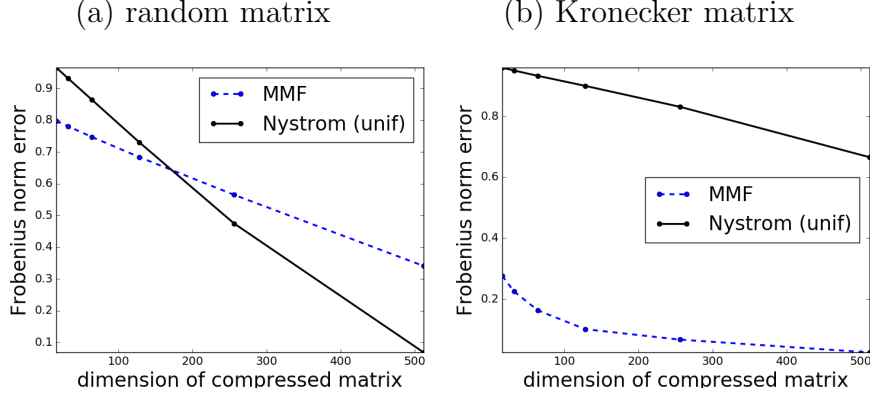 (a) random matrix
0.9
0.8
0.7
0.6
0.5
0.4
0.3
0.2
0.1
100
200
300
400
500
Frobenius norm error
dimension of compressed matrix
MMF
Nystrom (unif)
(b) Kronecker matrix
0.8
0.6
0.4
0.2
100
200
300
400
500
Frobenius norm error
dimension of compressed matrix
MMF
Nystrom (unif)